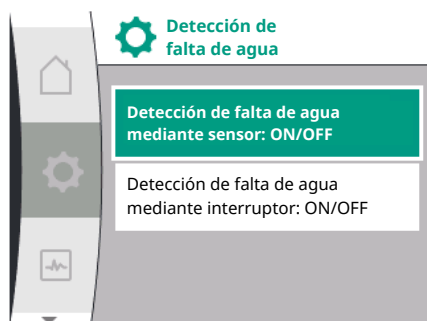 Detección de
falta de agua
Detección de falta de agua
mediante sensor: ON/OFF
Detección de falta de agua
mediante interruptor: ON/OFF